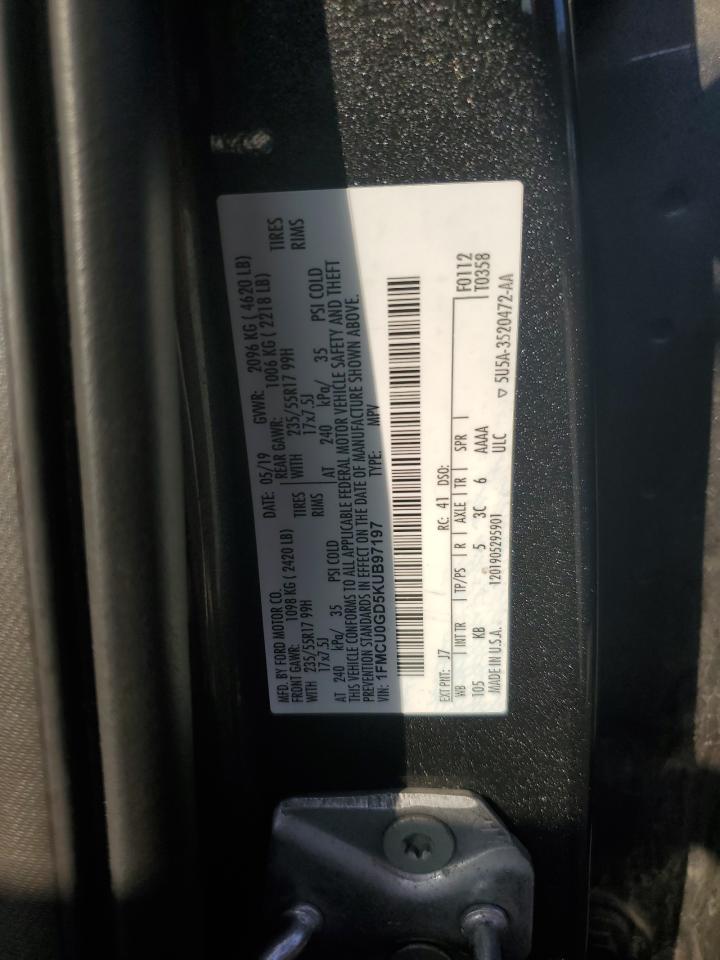 MFD. BY FORD MOTOR CO.
DATE: 05/19 GVWR: 2096 KG ( 4620 LB)
FRONT GAWR: 1098 KG ( 2420 LB) REAR GAWR: 1006 KG ( 2218 LB)
WITH 235/55R17 99H TIRES WITH 235/55R17 99H TIRES
17x7.5J RIMS 17x7.5J RIMS
AT 240 kPa/ 35 PSI COLD AT 240 kPa/ 35 PSI COLD
THIS VEHICLE CONFORMS TO ALL APPLICABLE FEDERAL MOTOR VEHICLE SAFETY AND THEFT
PREVENTION STANDARDS IN EFFECT ON THE DATE OF MANUFACTURE SHOWN ABOVE.
VIN: 1FMCU0GD5KUB97197 TYPE: MPV
EXT PNT: J7 RC: 41 DSO: F0112
WB INT TR TP/PS R AXLE TR SPR T0358
105 KB 5 3C 6 AAAA
MADE IN U.S.A. 1201905295901 ULC ▽ 5U5A-3520472-AA